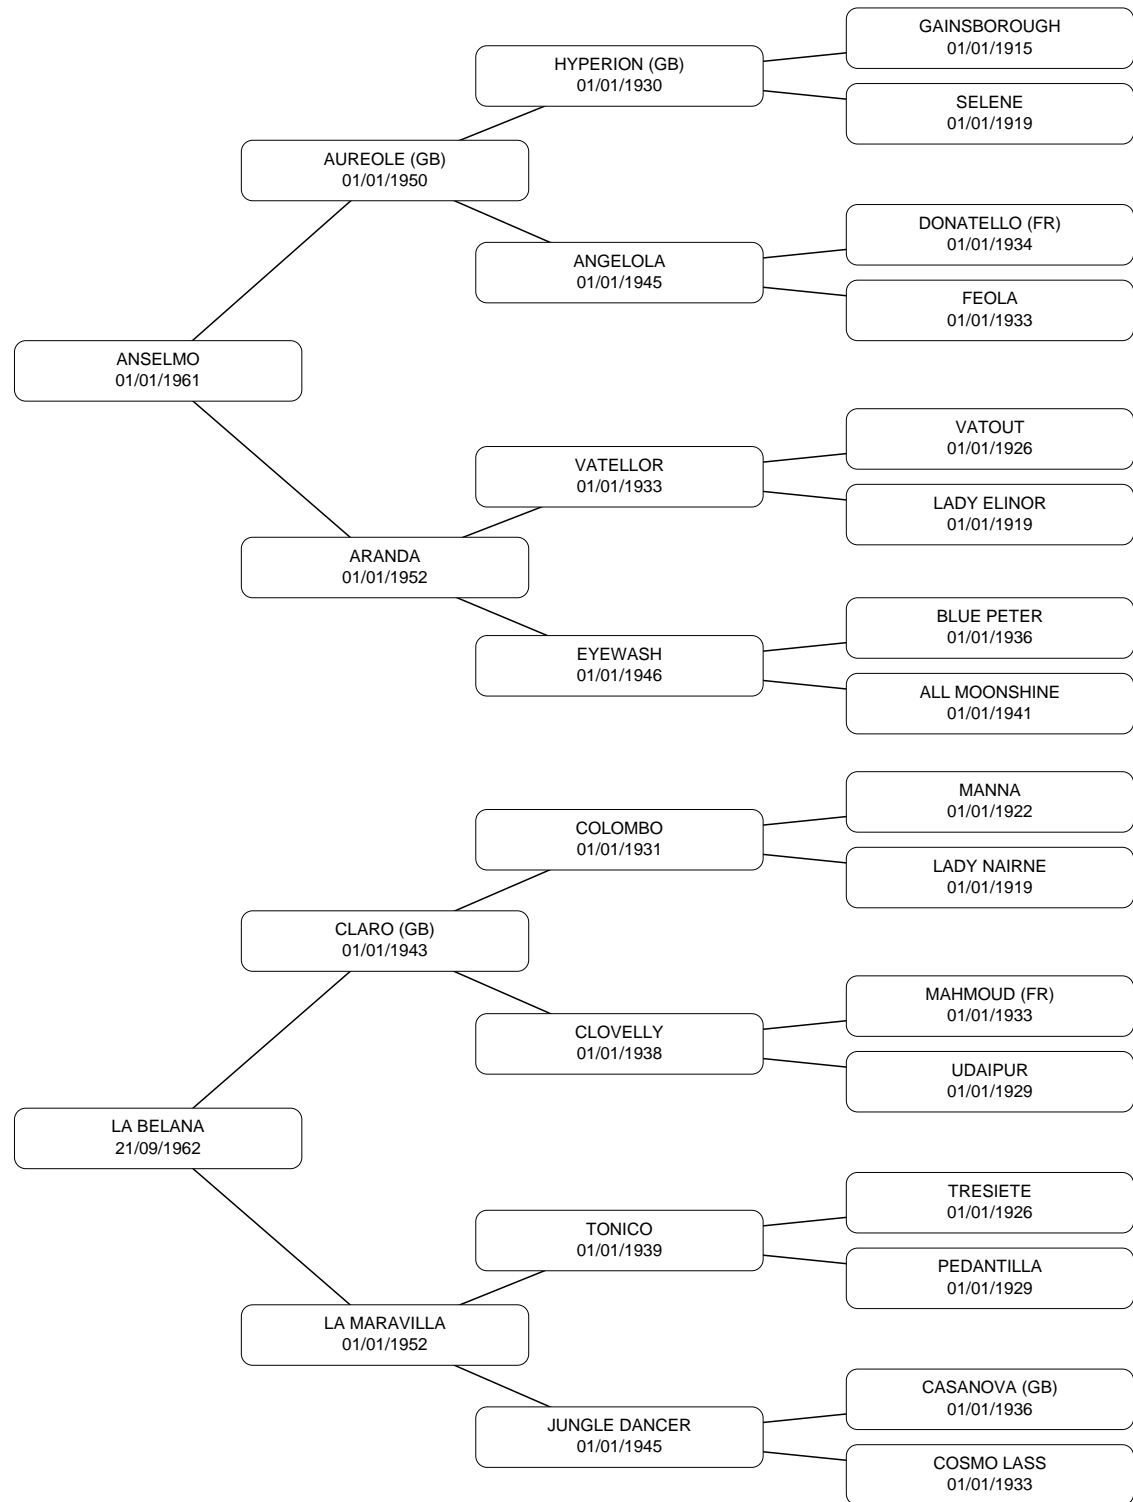 GAINSBOROUGH
01/01/1915
HYPERION (GB)
01/01/1930
SELENE
01/01/1919
AUREOLE (GB)
01/01/1950
DONATELLO (FR)
01/01/1934
ANGELOLA
01/01/1945
FEOLA
01/01/1933
ANSELMO
01/01/1961
VATOUT
01/01/1926
VATELLOR
01/01/1933
LADY ELINOR
01/01/1919
ARANDA
01/01/1952
BLUE PETER
01/01/1936
EYEWASH
01/01/1946
ALL MOONSHINE
01/01/1941
MANNA
01/01/1922
COLOMBO
01/01/1931
LADY NAIRNE
01/01/1919
CLARO (GB)
01/01/1943
MAHMOUD (FR)
01/01/1933
CLOVELLY
01/01/1938
UDAIPUR
01/01/1929
LA BELANA
21/09/1962
TRESIETE
01/01/1926
TONICO
01/01/1939
PEDANTILLA
01/01/1929
LA MARAVILLA
01/01/1952
CASANOVA (GB)
01/01/1936
JUNGLE DANCER
01/01/1945
COSMO LASS
01/01/1933